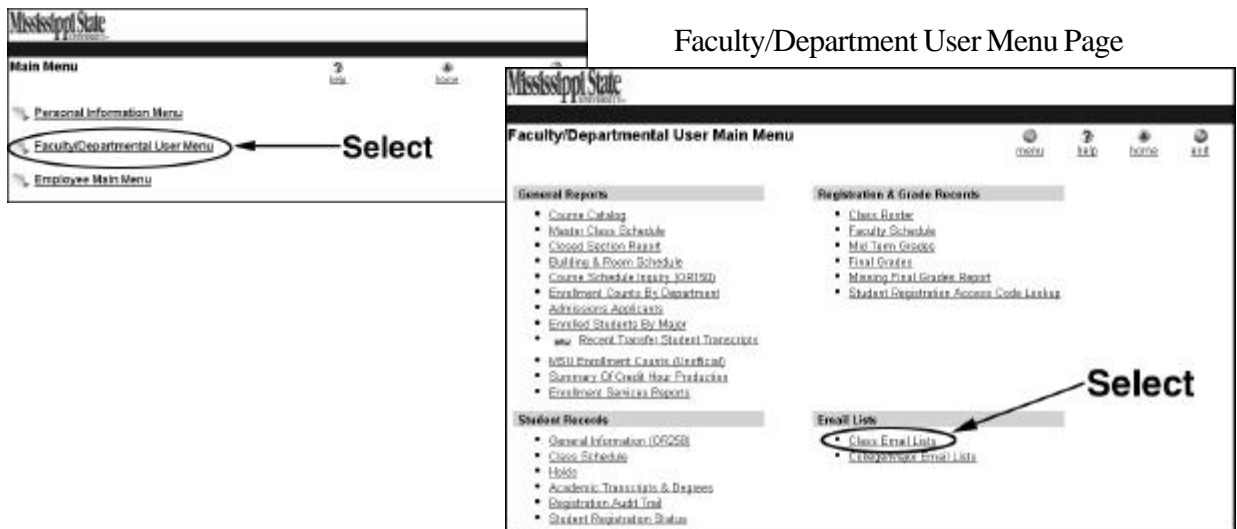 Mississippi State
UNIVERSITY
Main Menu
help
home
Personal Information Menu
Faculty/Departmental User Menu
Select
Employee Main Menu
Faculty/Department User Menu Page
Mississippi State
UNIVERSITY
Faculty/Departmental User Main Menu
menu
help
home
exit
General Reports
Course Catalog
Master Class Schedule
Closed Section Report
Building & Room Schedule
Course Schedule Inquiry (OR150)
Enrollment Counts By Department
Admissions Applicants
Enrolled Students By Major
Recent Transfer Student Transcripts
MSU Enrollment Counts (Unofficial)
Summary Of Credit Hour Production
Enrollment Services Reports
Registration & Grade Records
Class Roster
Faculty Schedule
Mid Term Grades
Final Grades
Missing Final Grades Report
Student Registration Access Code Lookup
Select
Student Records
General Information (OR258)
Class Schedule
Holds
Academic Transcripts & Degrees
Registration Audit Trail
Student Registration Status
Email Lists
Class Email Lists
College/Major Email Lists